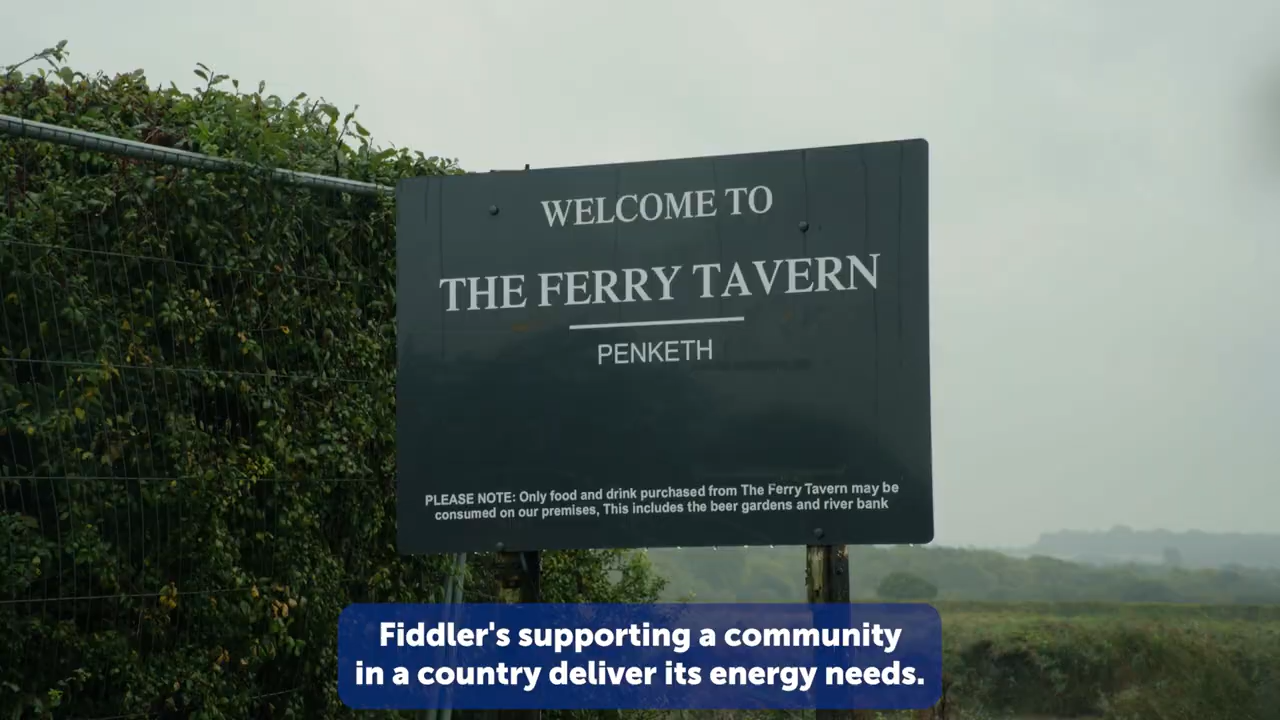 WELCOME TO
THE FERRY TAVERN
PENKETH
PLEASE NOTE: Only food and drink purchased from The Ferry Tavern may be
consumed on our premises, This includes the beer gardens and river bank
Fiddler's supporting a community
in a country deliver its energy needs.